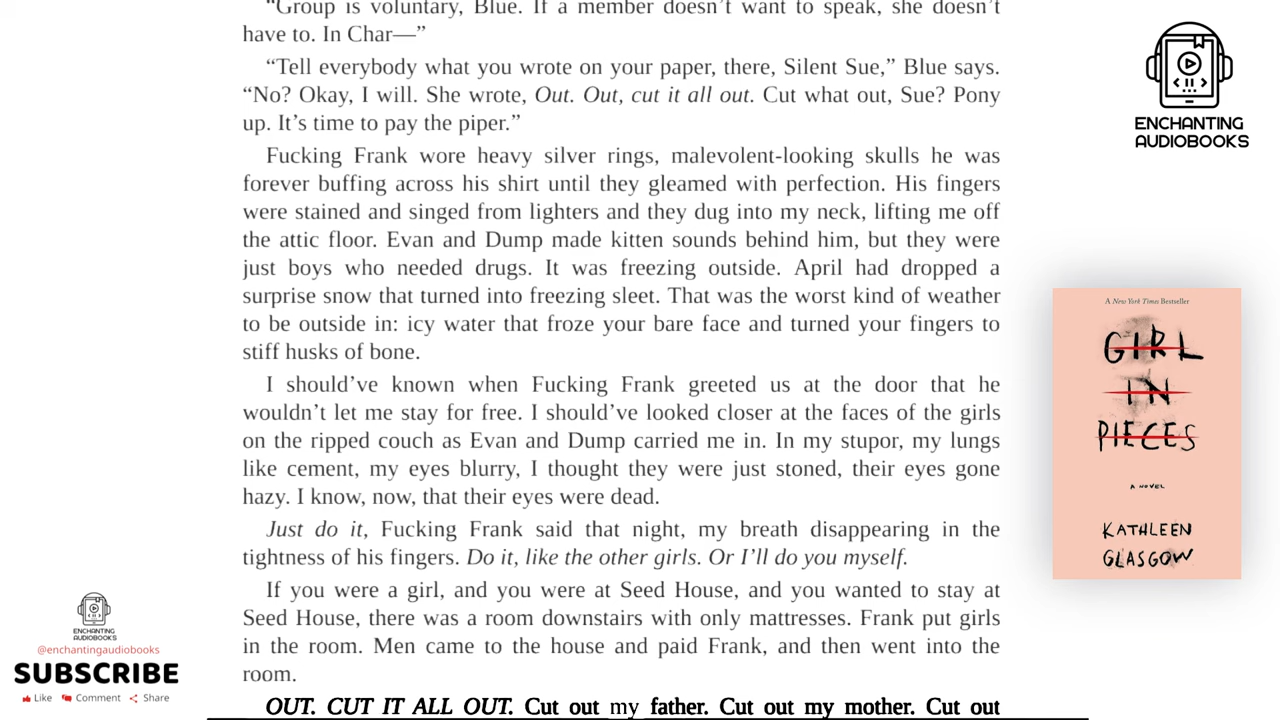 “Group is voluntary, Blue. If a member doesn’t want to speak, she doesn’t
have to. In Char—”
“Tell everybody what you wrote on your paper, there, Silent Sue,” Blue says.
“No? Okay, I will. She wrote, Out. Out, cut it all out. Cut what out, Sue? Pony
up. It’s time to pay the piper.”
Fucking Frank wore heavy silver rings, malevolent-looking skulls he was
forever buffing across his shirt until they gleamed with perfection. His fingers
were stained and singed from lighters and they dug into my neck, lifting me off
the attic floor. Evan and Dump made kitten sounds behind him, but they were
just boys who needed drugs. It was freezing outside. April had dropped a
surprise snow that turned into freezing sleet. That was the worst kind of weather
to be outside in: icy water that froze your bare face and turned your fingers to
stiff husks of bone.
I should’ve known when Fucking Frank greeted us at the door that he
wouldn’t let me stay for free. I should’ve looked closer at the faces of the girls
on the ripped couch as Evan and Dump carried me in. In my stupor, my lungs
like cement, my eyes blurry, I thought they were just stoned, their eyes gone
hazy. I know, now, that their eyes were dead.
Just do it, Fucking Frank said that night, my breath disappearing in the
tightness of his fingers. Do it, like the other girls. Or I’ll do you myself.
If you were a girl, and you were at Seed House, and you wanted to stay at
Seed House, there was a room downstairs with only mattresses. Frank put girls
in the room. Men came to the house and paid Frank, and then went into the
room.
OUT. CUT IT ALL OUT. Cut out my father. Cut out my mother. Cut out
ENCHANTING
AUDIOBOOKS
A New York Times Bestseller
GIRL
IN
PIECES
A NOVEL
KATHLEEN
GLASGOW
ENCHANTING
AUDIOBOOKS
@enchantingaudiobooks
SUBSCRIBE
Like Comment Share